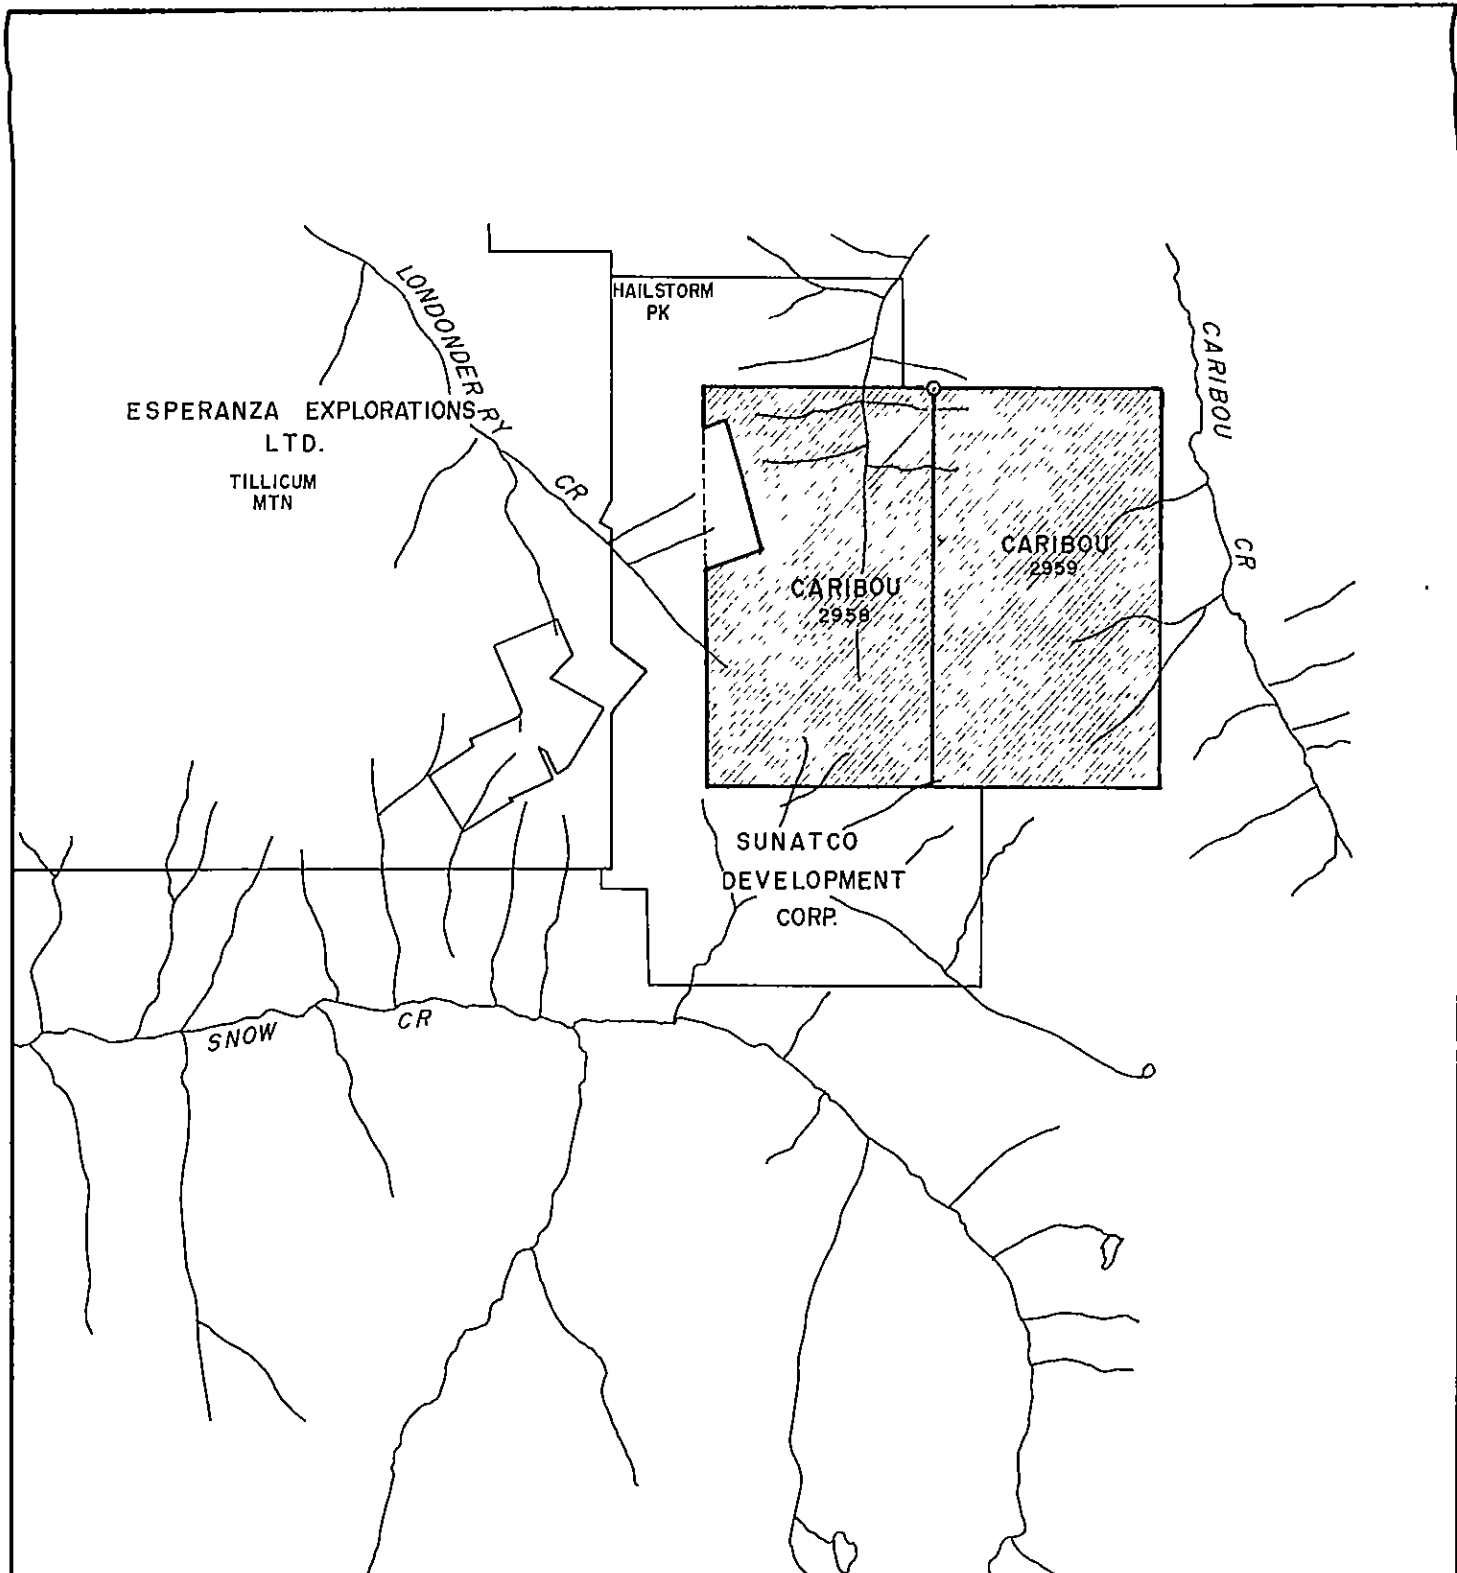 HAILSTORM
PK
LONDONDERRY CR
CARIBOU CR
ESPERANZA EXPLORATIONS
LTD.
TILLICUM
MTN
CARIBOU
2959
CARIBOU
2958
SUNATCO
DEVELOPMENT
CORP.
SNOW CR